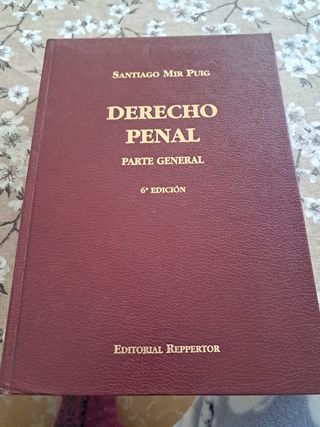 Santiago Mir Puig
DERECHO
PENAL
PARTE GENERAL
6ª EDICIÓN
Editorial Reppertor